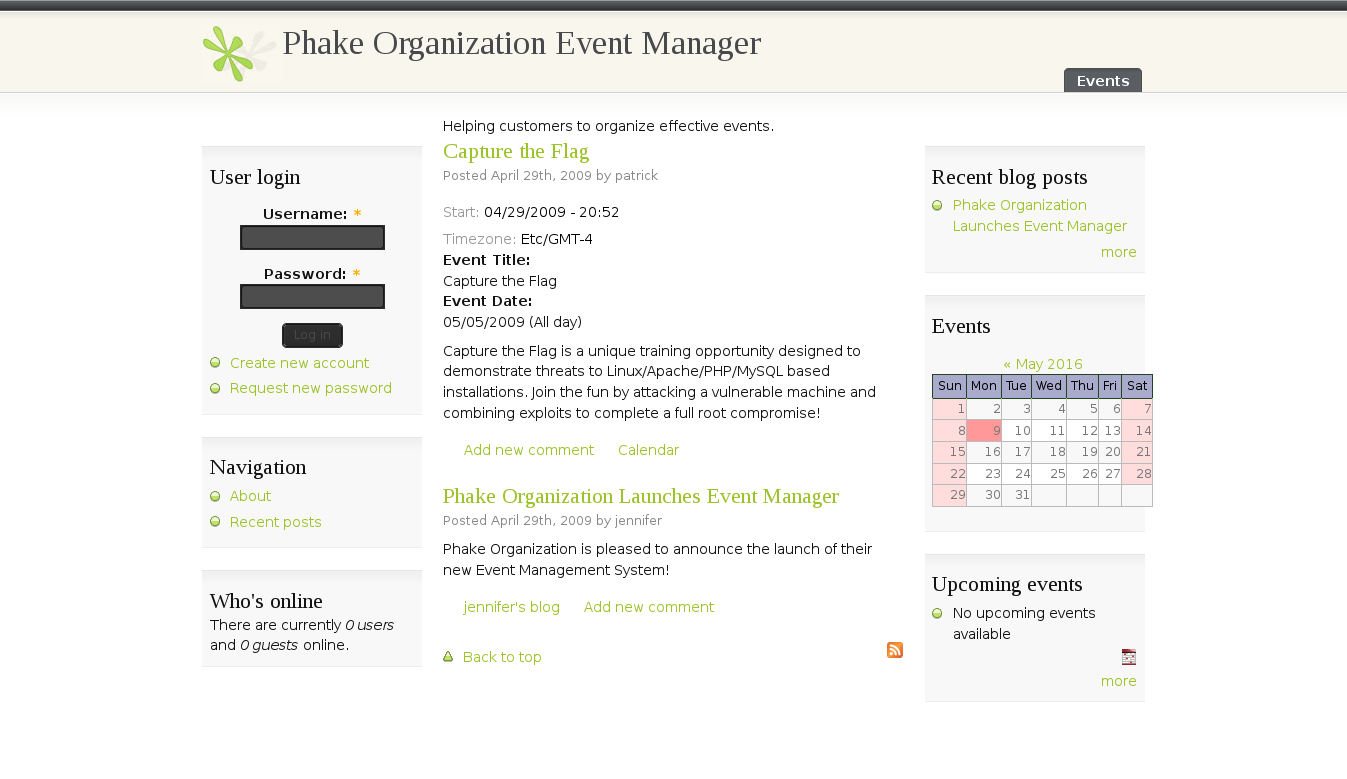 Phake Organization Event Manager
Events
Helping customers to organize effective events.
User login
Username: *
Password: *
Log in
Create new account
Request new password
Navigation
About
Recent posts
Who's online
There are currently 0 users
and 0 guests online.
Capture the Flag
Posted April 29th, 2009 by patrick
Start: 04/29/2009 - 20:52
Timezone: Etc/GMT-4
Event Title:
Capture the Flag
Event Date:
05/05/2009 (All day)
Capture the Flag is a unique training opportunity designed to
demonstrate threats to Linux/Apache/PHP/MySQL based
installations. Join the fun by attacking a vulnerable machine and
combining exploits to complete a full root compromise!
Add new comment Calendar
Phake Organization Launches Event Manager
Posted April 29th, 2009 by jennifer
Phake Organization is pleased to announce the launch of their
new Event Management System!
jennifer's blog Add new comment
Back to top
Recent blog posts
Phake Organization
Launches Event Manager
more
Events
« May 2016
Sun Mon Tue Wed Thu Fri Sat
1 2 3 4 5 6 7
8 9 10 11 12 13 14
15 16 17 18 19 20 21
22 23 24 25 26 27 28
29 30 31
Upcoming events
No upcoming events
available
more